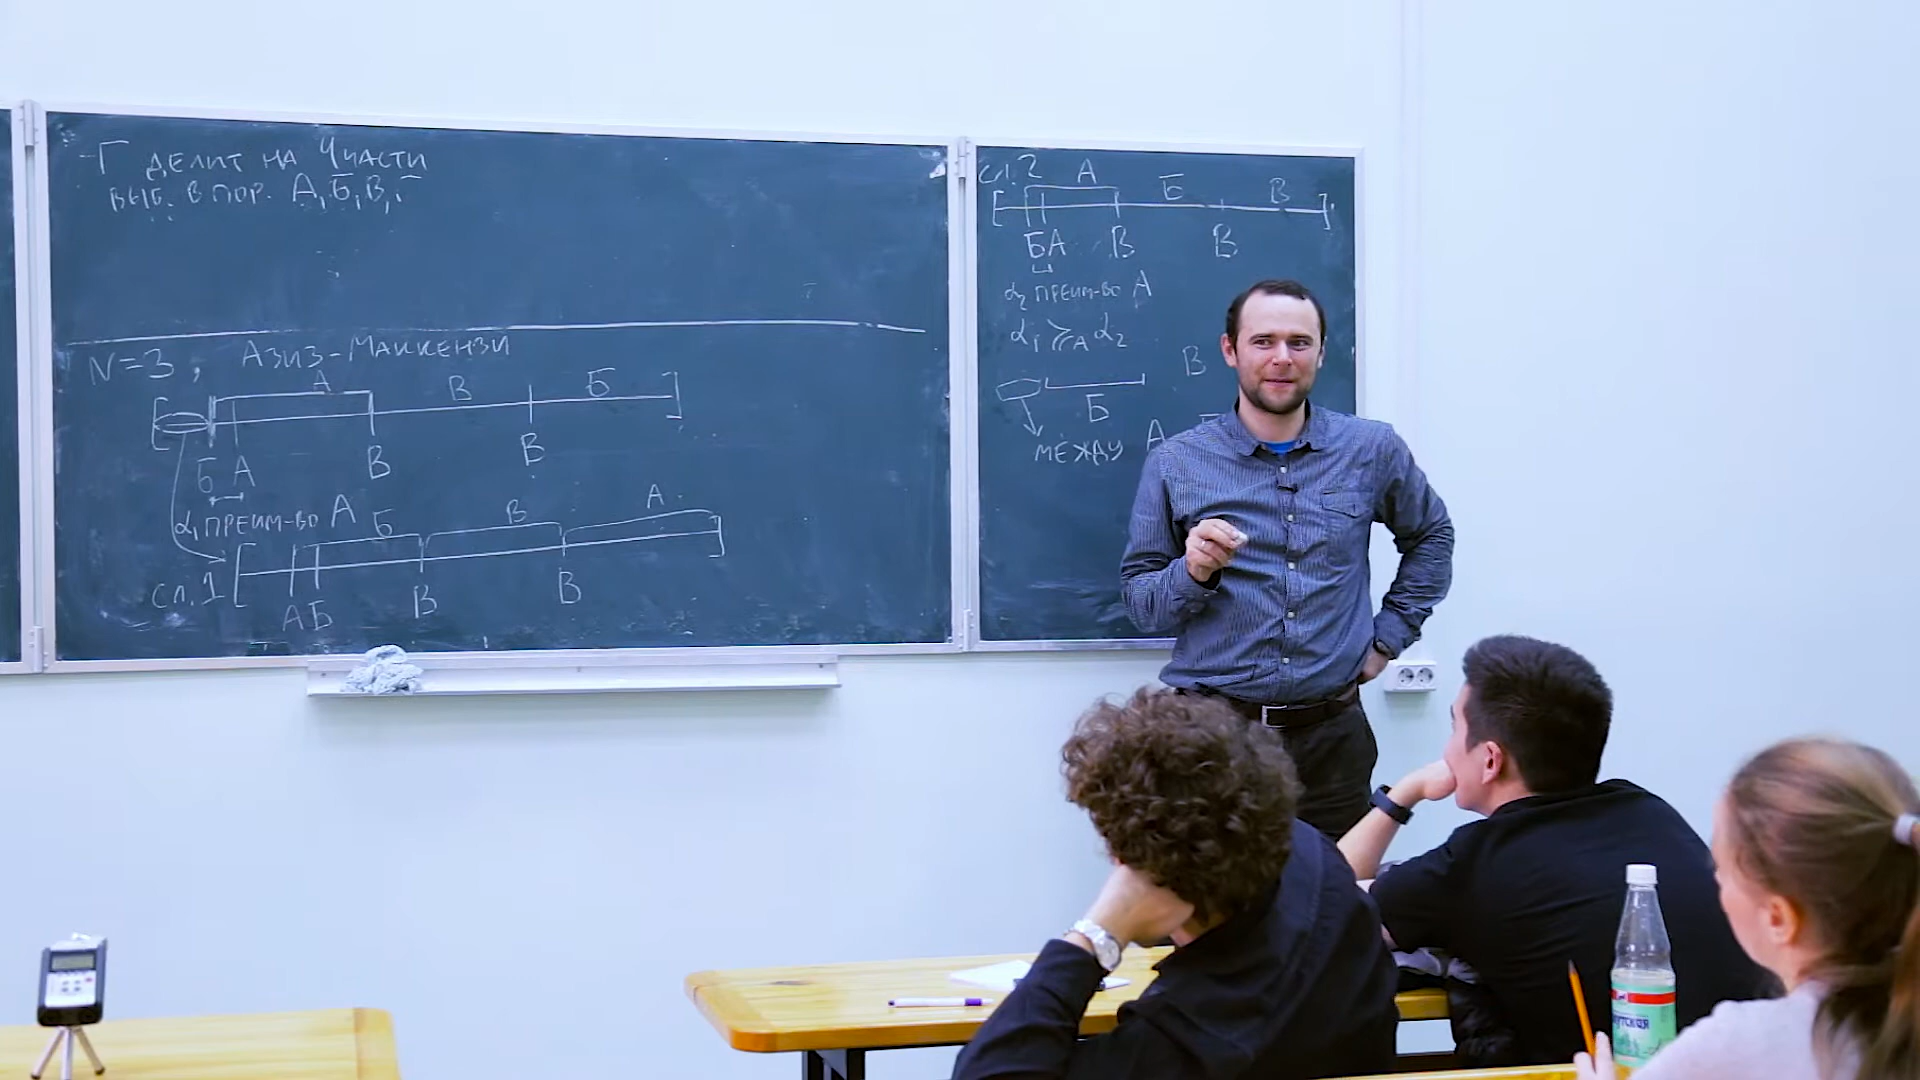 Г ДЕЛИТ НА 4 ЧАСТИ
ВЫБ. В ПОР. А, Б, В, Г
N=3, АЗИЗ-МАККЕНЗИ
А В Б
Б А В В
α₁ ПРЕИМ-ВО А
Б В А
сл. 1
А Б В В
сл. 2
А Б В
БА В В
α₂ ПРЕИМ-ВО А
α₁ ⩾A α₂
В
Б
МЕЖДУ А